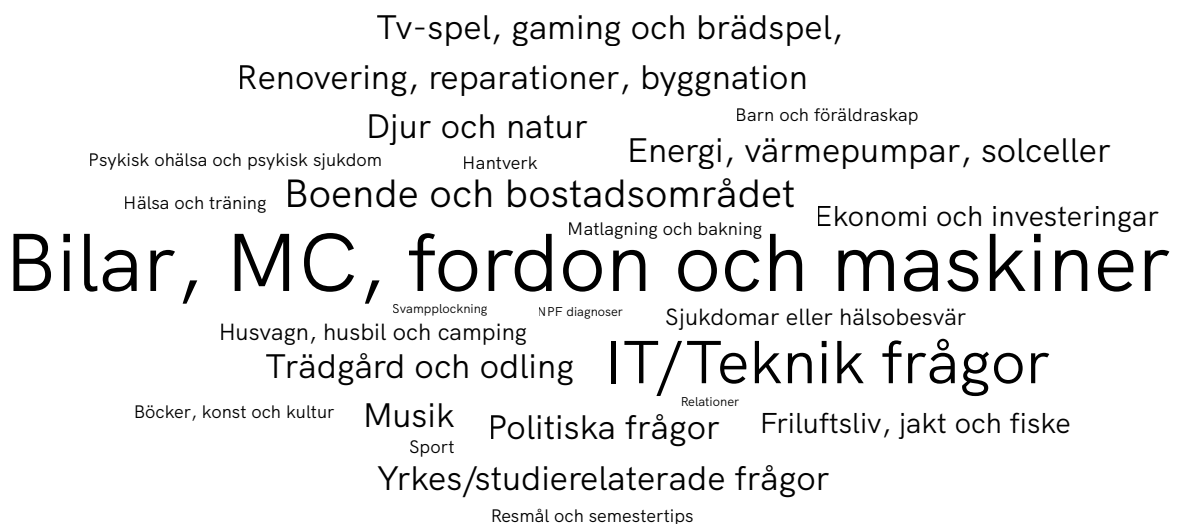 Tv-spel, gaming och brädspel,
Renovering, reparationer, byggnation
Barn och föräldraskap
Djur och natur
Energi, värmepumpar, solceller
Psykisk ohälsa och psykisk sjukdom
Hantverk
Boende och bostadsområdet
Hälsa och träning
Ekonomi och investeringar
Matlagning och bakning
Bilar, MC, fordon och maskiner
Svampplockning
NPF diagnoser
Sjukdomar eller hälsobesvär
Husvagn, husbil och camping
Trädgård och odling
IT/Teknik frågor
Relationer
Böcker, konst och kultur
Musik
Politiska frågor
Friluftsliv, jakt och fiske
Sport
Yrkes/studierelaterade frågor
Resmål och semestertips